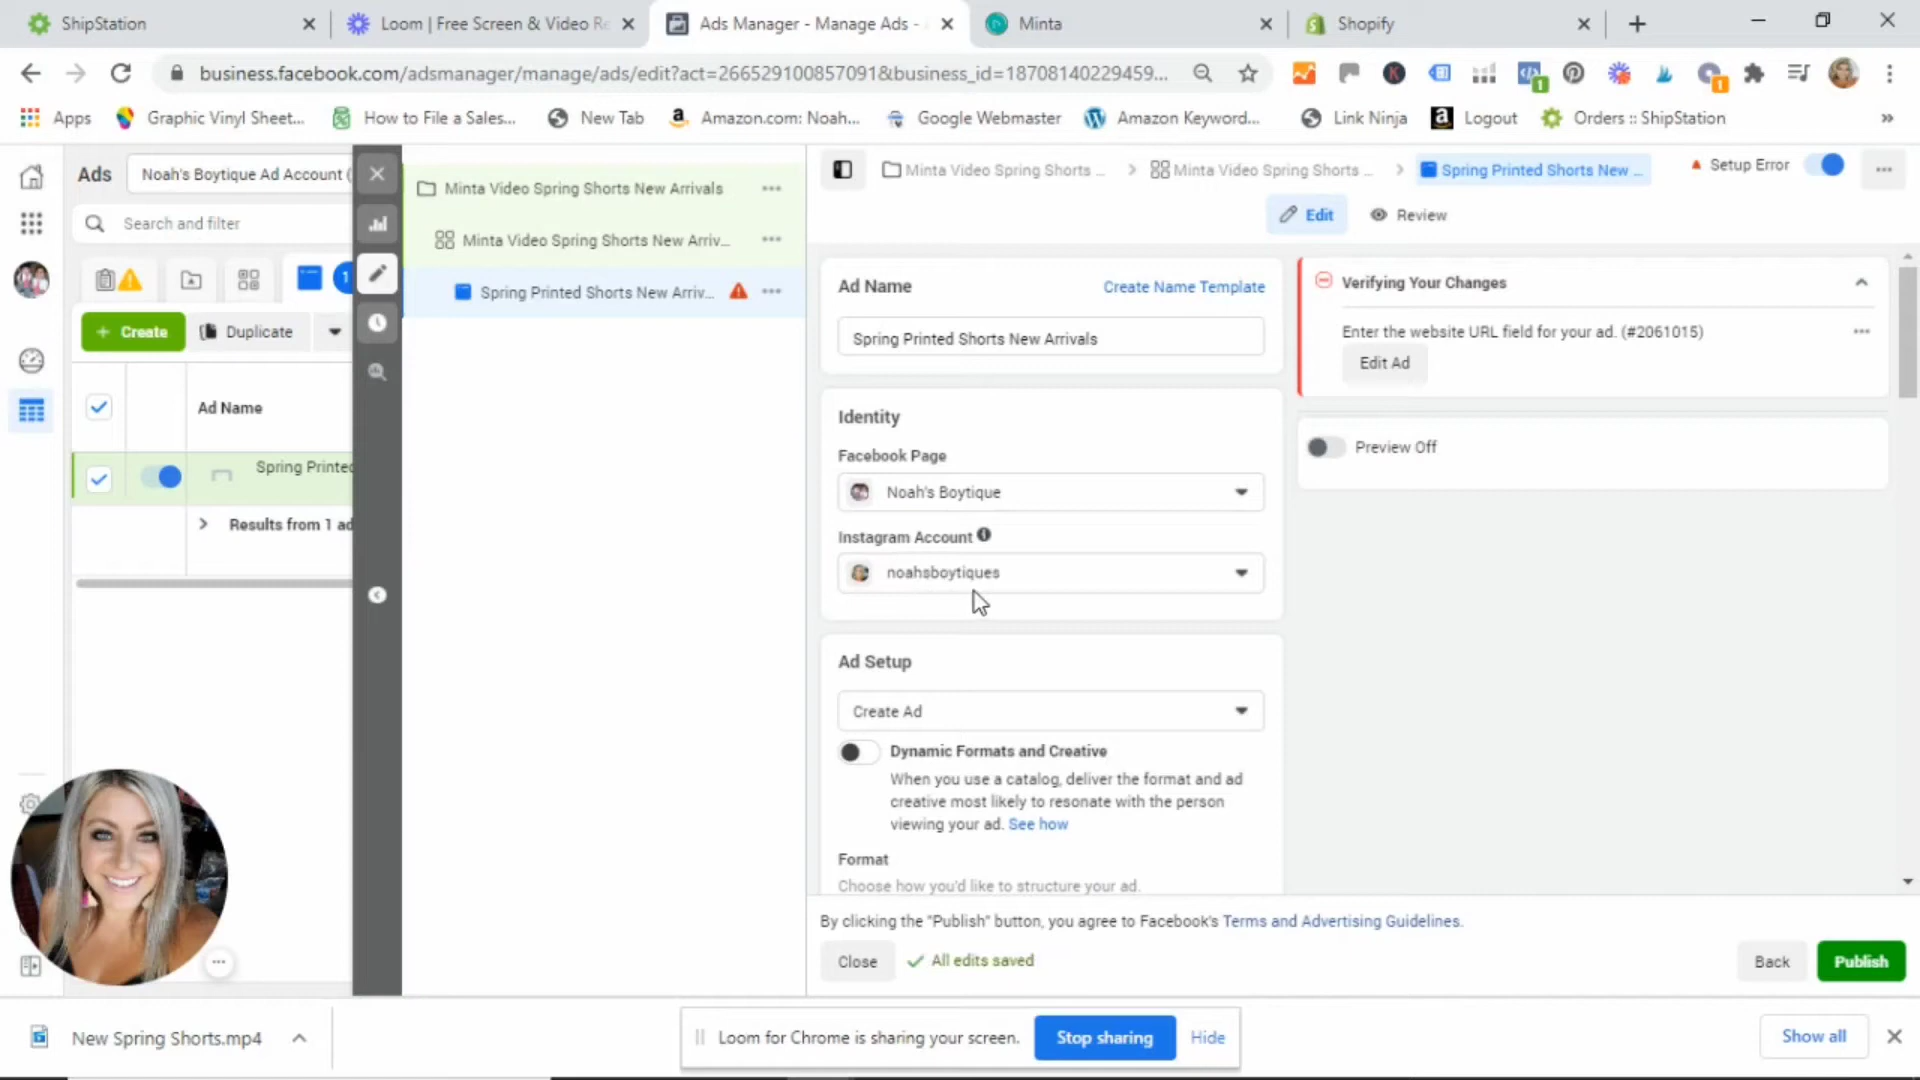 ShipStation
Loom | Free Screen & Video Re
Ads Manager - Manage Ads -
Minta
Shopify
business.facebook.com/adsmanager/manage/ads/edit?act=266529100857091&business_id=18708140229459...
1
1
Apps
Graphic Vinyl Sheet...
How to File a Sales...
New Tab
Amazon.com: Noah...
Google Webmaster
Amazon Keyword...
Link Ninja
Logout
Orders :: ShipStation
»
Ads
Noah's Boytique Ad Account (
Search and filter
1
+ Create
Duplicate
Ad Name
Spring Printed
Results from 1 ad
Minta Video Spring Shorts New Arrivals
Minta Video Spring Shorts New Arriv...
Spring Printed Shorts New Arriv...
Minta Video Spring Shorts ...
Minta Video Spring Shorts ...
Spring Printed Shorts New ...
Setup Error
Edit
Review
Ad Name
Create Name Template
Spring Printed Shorts New Arrivals
Identity
Facebook Page
Noah's Boytique
Instagram Account
noahsboytiques
Ad Setup
Create Ad
Dynamic Formats and Creative
When you use a catalog, deliver the format and ad
creative most likely to resonate with the person
viewing your ad. See how
Format
Choose how you'd like to structure your ad.
Verifying Your Changes
Enter the website URL field for your ad. (#2061015)
Edit Ad
Preview Off
By clicking the "Publish" button, you agree to Facebook's Terms and Advertising Guidelines.
Close
All edits saved
Back
Publish
New Spring Shorts.mp4
Loom for Chrome is sharing your screen.
Stop sharing
Hide
Show all